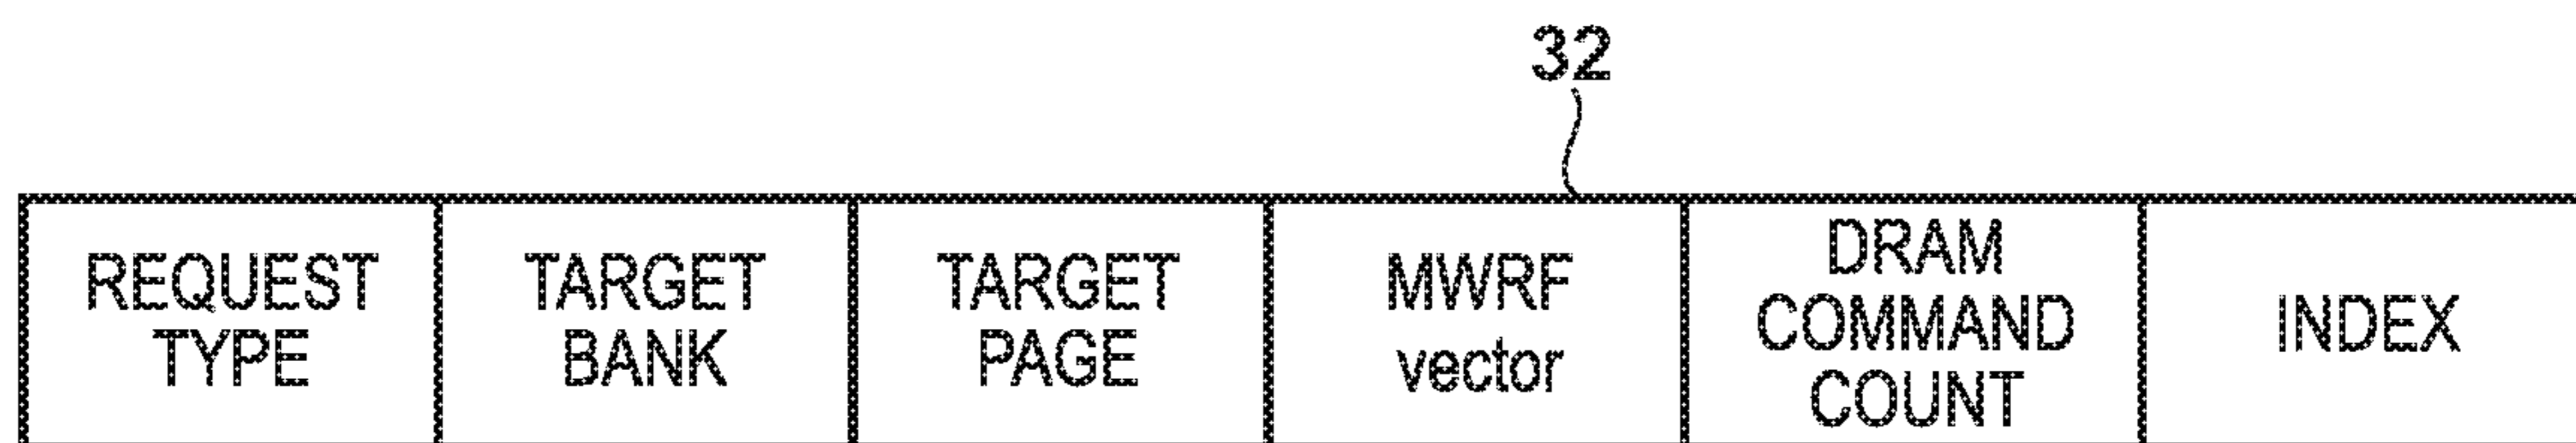 32
REQUEST
TYPE
TARGET
BANK
TARGET
PAGE
MWRF
vector
DRAM
COMMAND
COUNT
INDEX